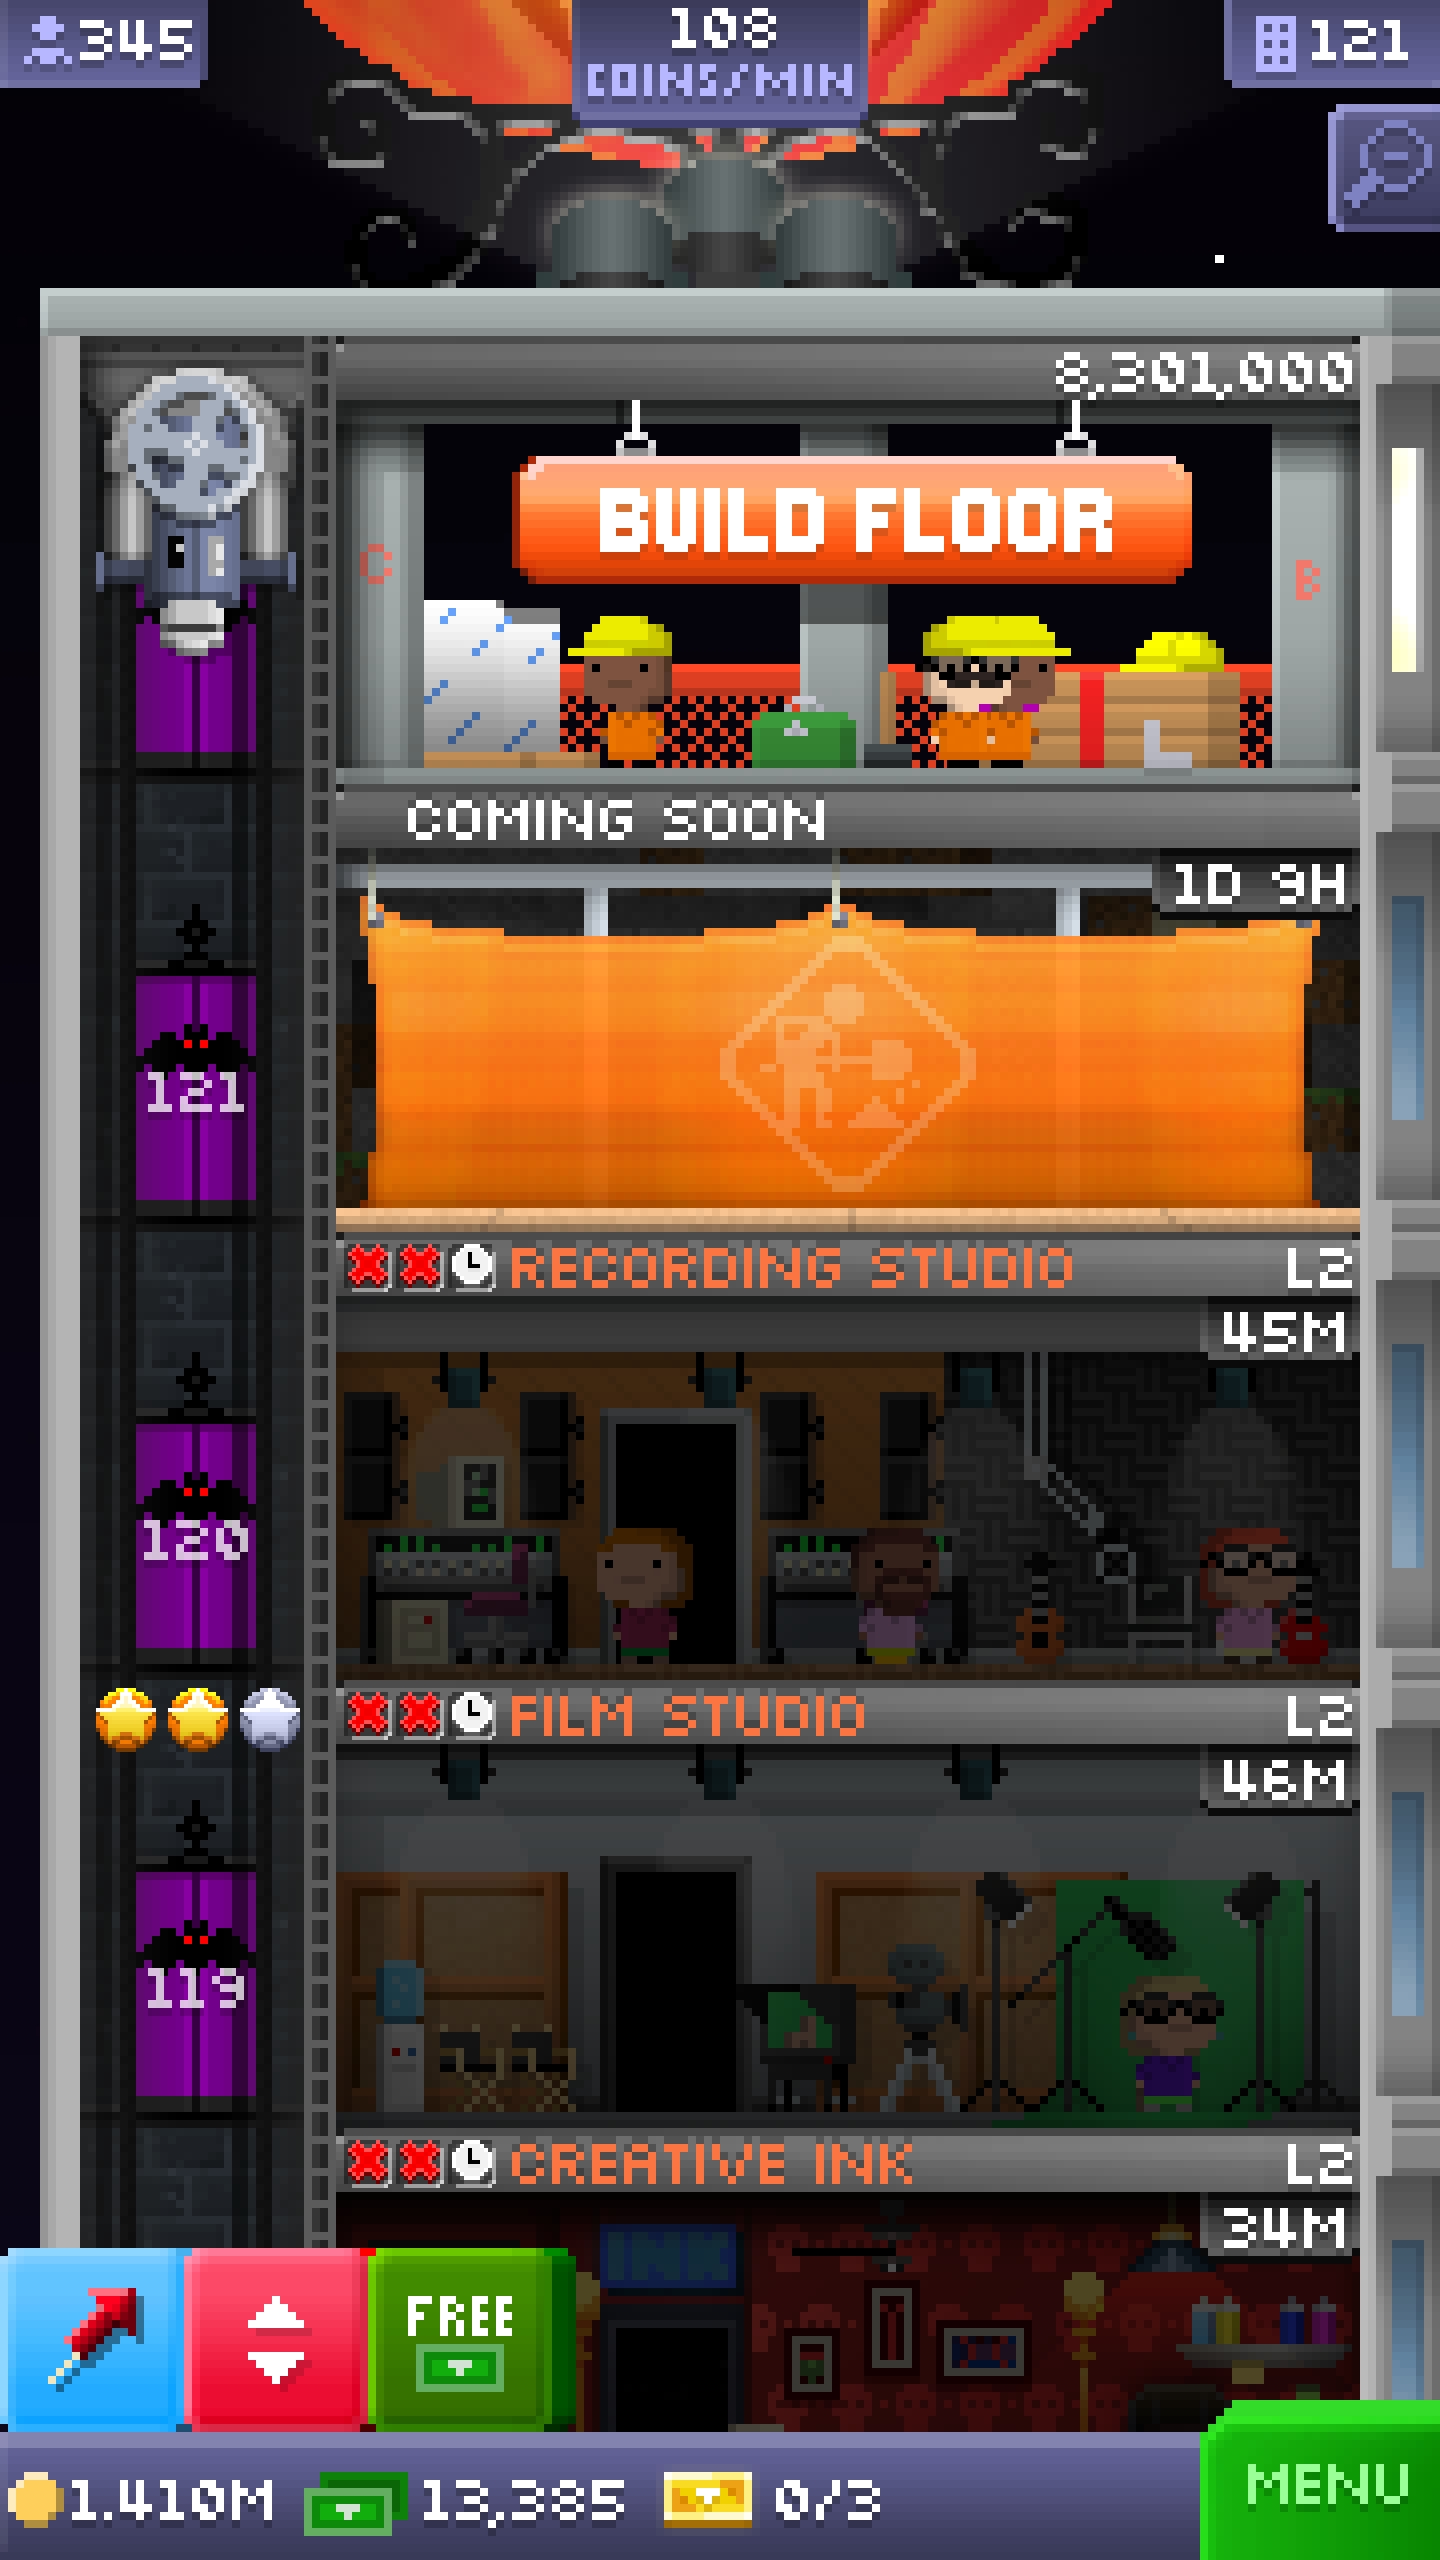 345
108
COINS/MIN
121
8,301,000
BUILD FLOOR
C
B
COMING SOON
1D 9H
121
RECORDING STUDIO L2
45M
120
FILM STUDIO L2
46M
119
CREATIVE INK L2
34M
INK
FREE
1.410M 13,385 0/3
MENU